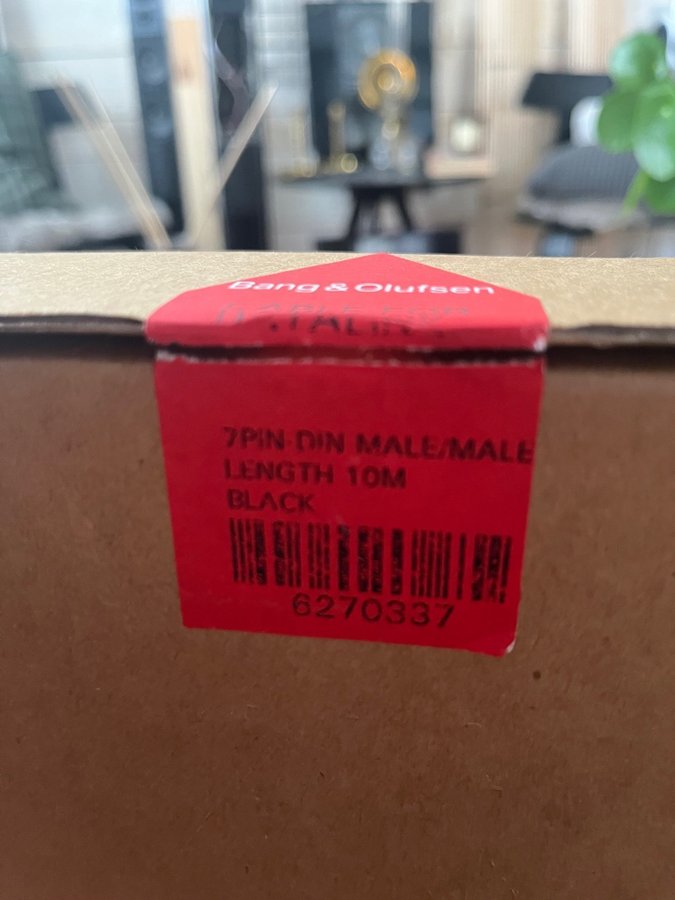 Bang & Olufsen
7PIN-DIN MALE/MALE
LENGTH 10M
BLACK
6270337